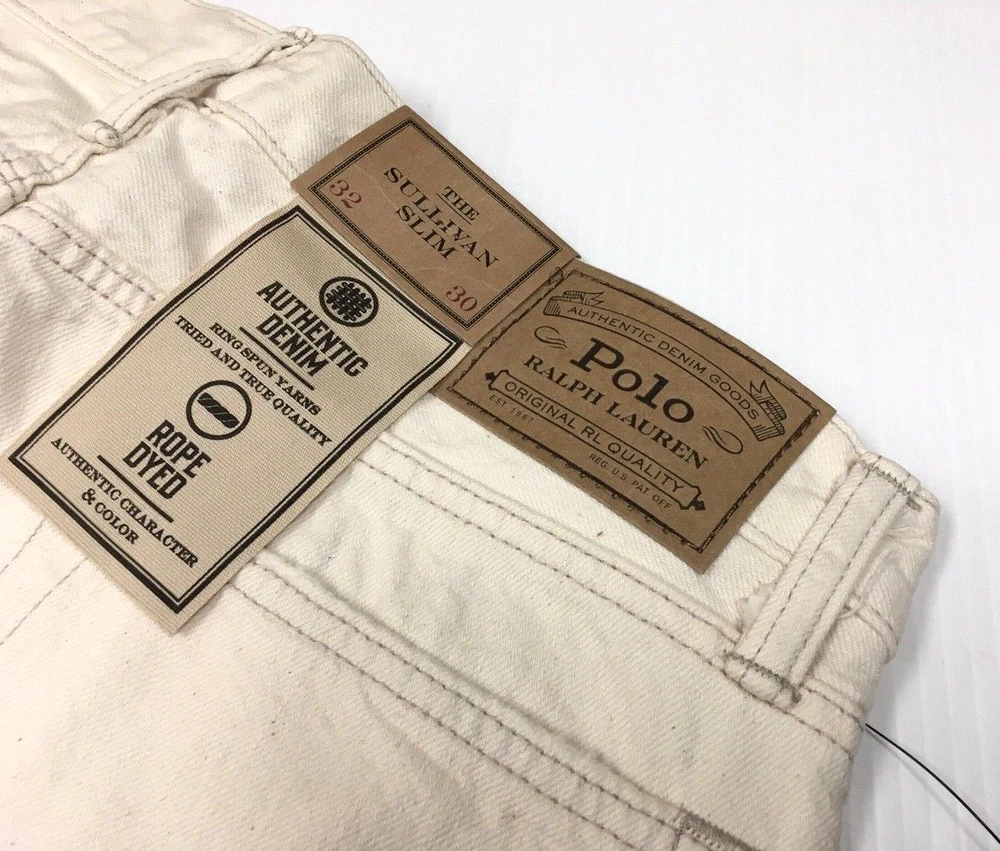 THE
SULLIVAN
SLIM
32
30
AUTHENTIC
DENIM
RING SPUN YARNS
TRIED AND TRUE QUALITY
ROPE
DYED
AUTHENTIC CHARACTER
& COLOR
AUTHENTIC DENIM GOODS
Polo
RALPH LAUREN
ORIGINAL RL QUALITY
EST. 1967
REG. U.S. PAT. OFF